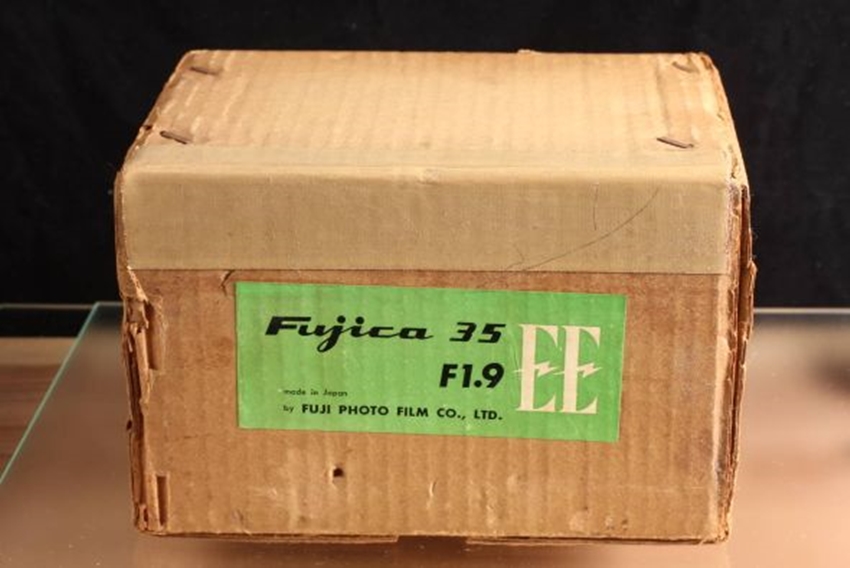 Fujica 35
F1.9
EE
made in Japan
by FUJI PHOTO FILM CO., LTD.